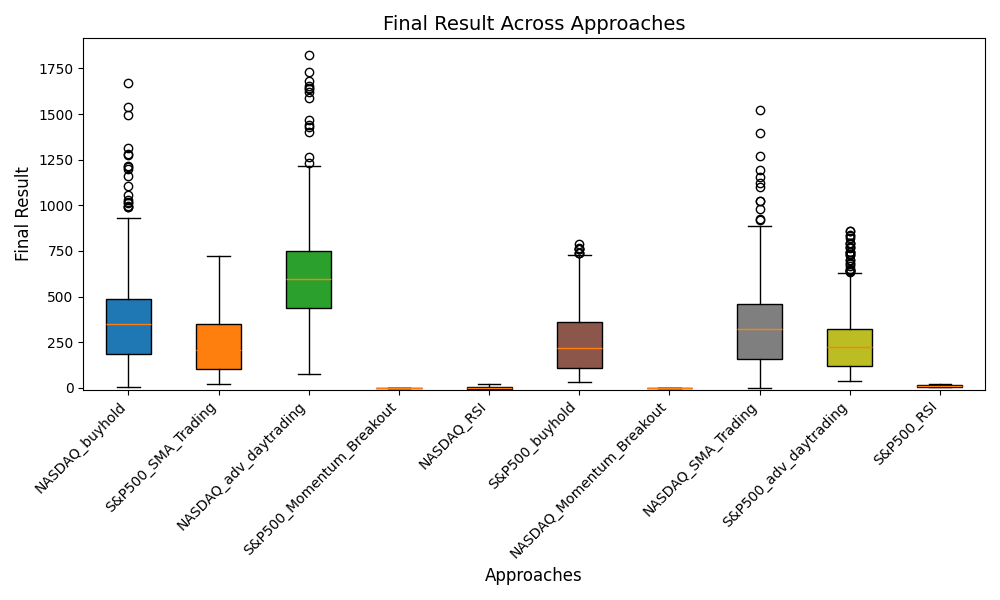 Final Result Across Approaches
Final Result
1750
1500
1250
1000
750
500
250
0
NASDAQ_buyhold
S&P500_SMA_Trading
NASDAQ_adv_daytrading
S&P500_Momentum_Breakout
NASDAQ_RSI
S&P500_buyhold
NASDAQ_Momentum_Breakout
NASDAQ_SMA_Trading
S&P500_adv_daytrading
S&P500_RSI
Approaches